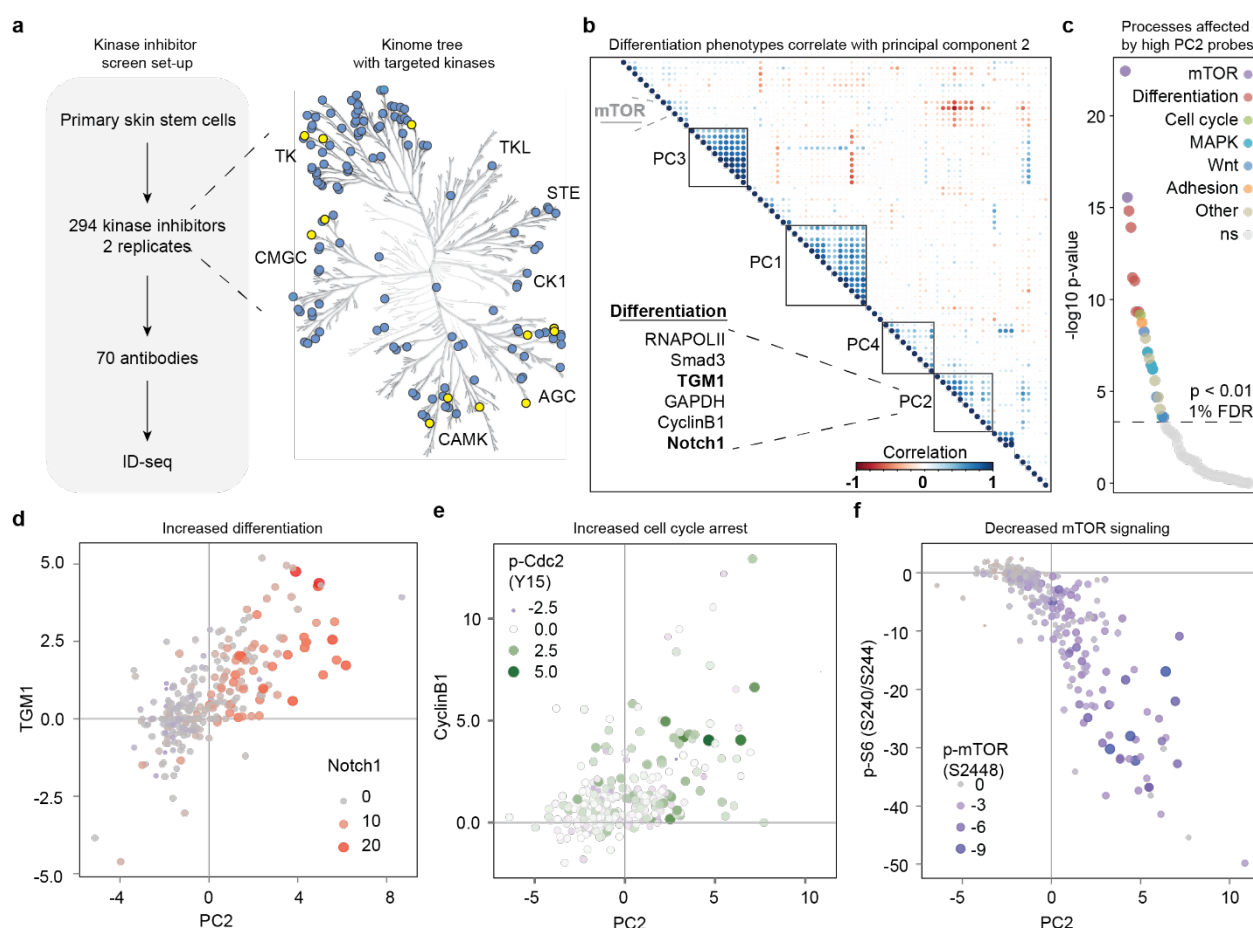 a
Kinase inhibitor
screen set-up
Primary skin stem cells
294 kinase inhibitors
2 replicates
70 antibodies
ID-seq
Kinome tree
with targeted kinases
TK
TKL
STE
CMGC
CK1
AGC
CAMK
b
Differentiation phenotypes correlate with principal component 2
mTOR
PC3
PC1
PC4
PC2
Differentiation
RNAPOLII
Smad3
TGM1
GAPDH
CyclinB1
Notch1
Correlation
-1 0 1
c
Processes affected
by high PC2 probes
mTOR
Differentiation
Cell cycle
MAPK
Wnt
Adhesion
Other
ns
-log10 p-value
20
15
10
5
0
p < 0.01
1% FDR
d
Increased differentiation
TGM1
5.0
2.5
0.0
-2.5
-5.0
Notch1
0
10
20
-4 0 4 8
PC2
e
Increased cell cycle arrest
CyclinB1
10
5.0
0.0
p-Cdc2
(Y15)
-2.5
0.0
2.5
5.0
-5 0 5 10
PC2
f
Decreased mTOR signaling
p-S6 (S240/S244)
0
-10
-20
-30
-40
-50
p-mTOR
(S2448)
0
-3
-6
-9
-5 0 5 10
PC2